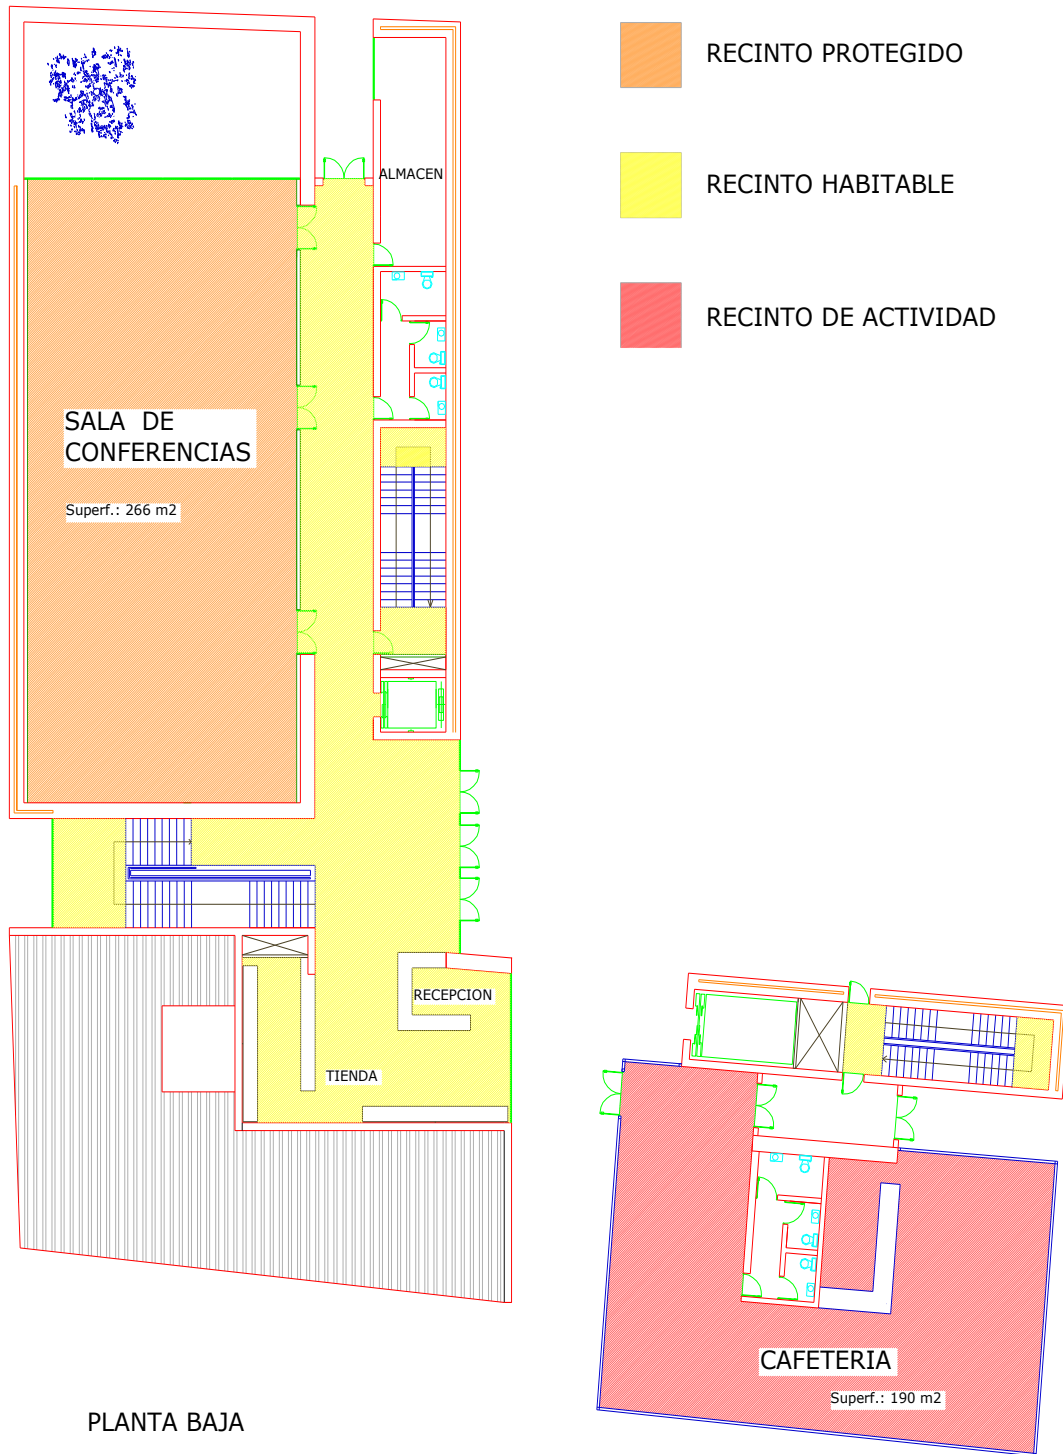 RECINTO PROTEGIDO
ALMACEN
RECINTO HABITABLE
RECINTO DE ACTIVIDAD
SALA DE
CONFERENCIAS
Superf.: 266 m2
RECEPCION
TIENDA
CAFETERIA
Superf.: 190 m2
PLANTA BAJA